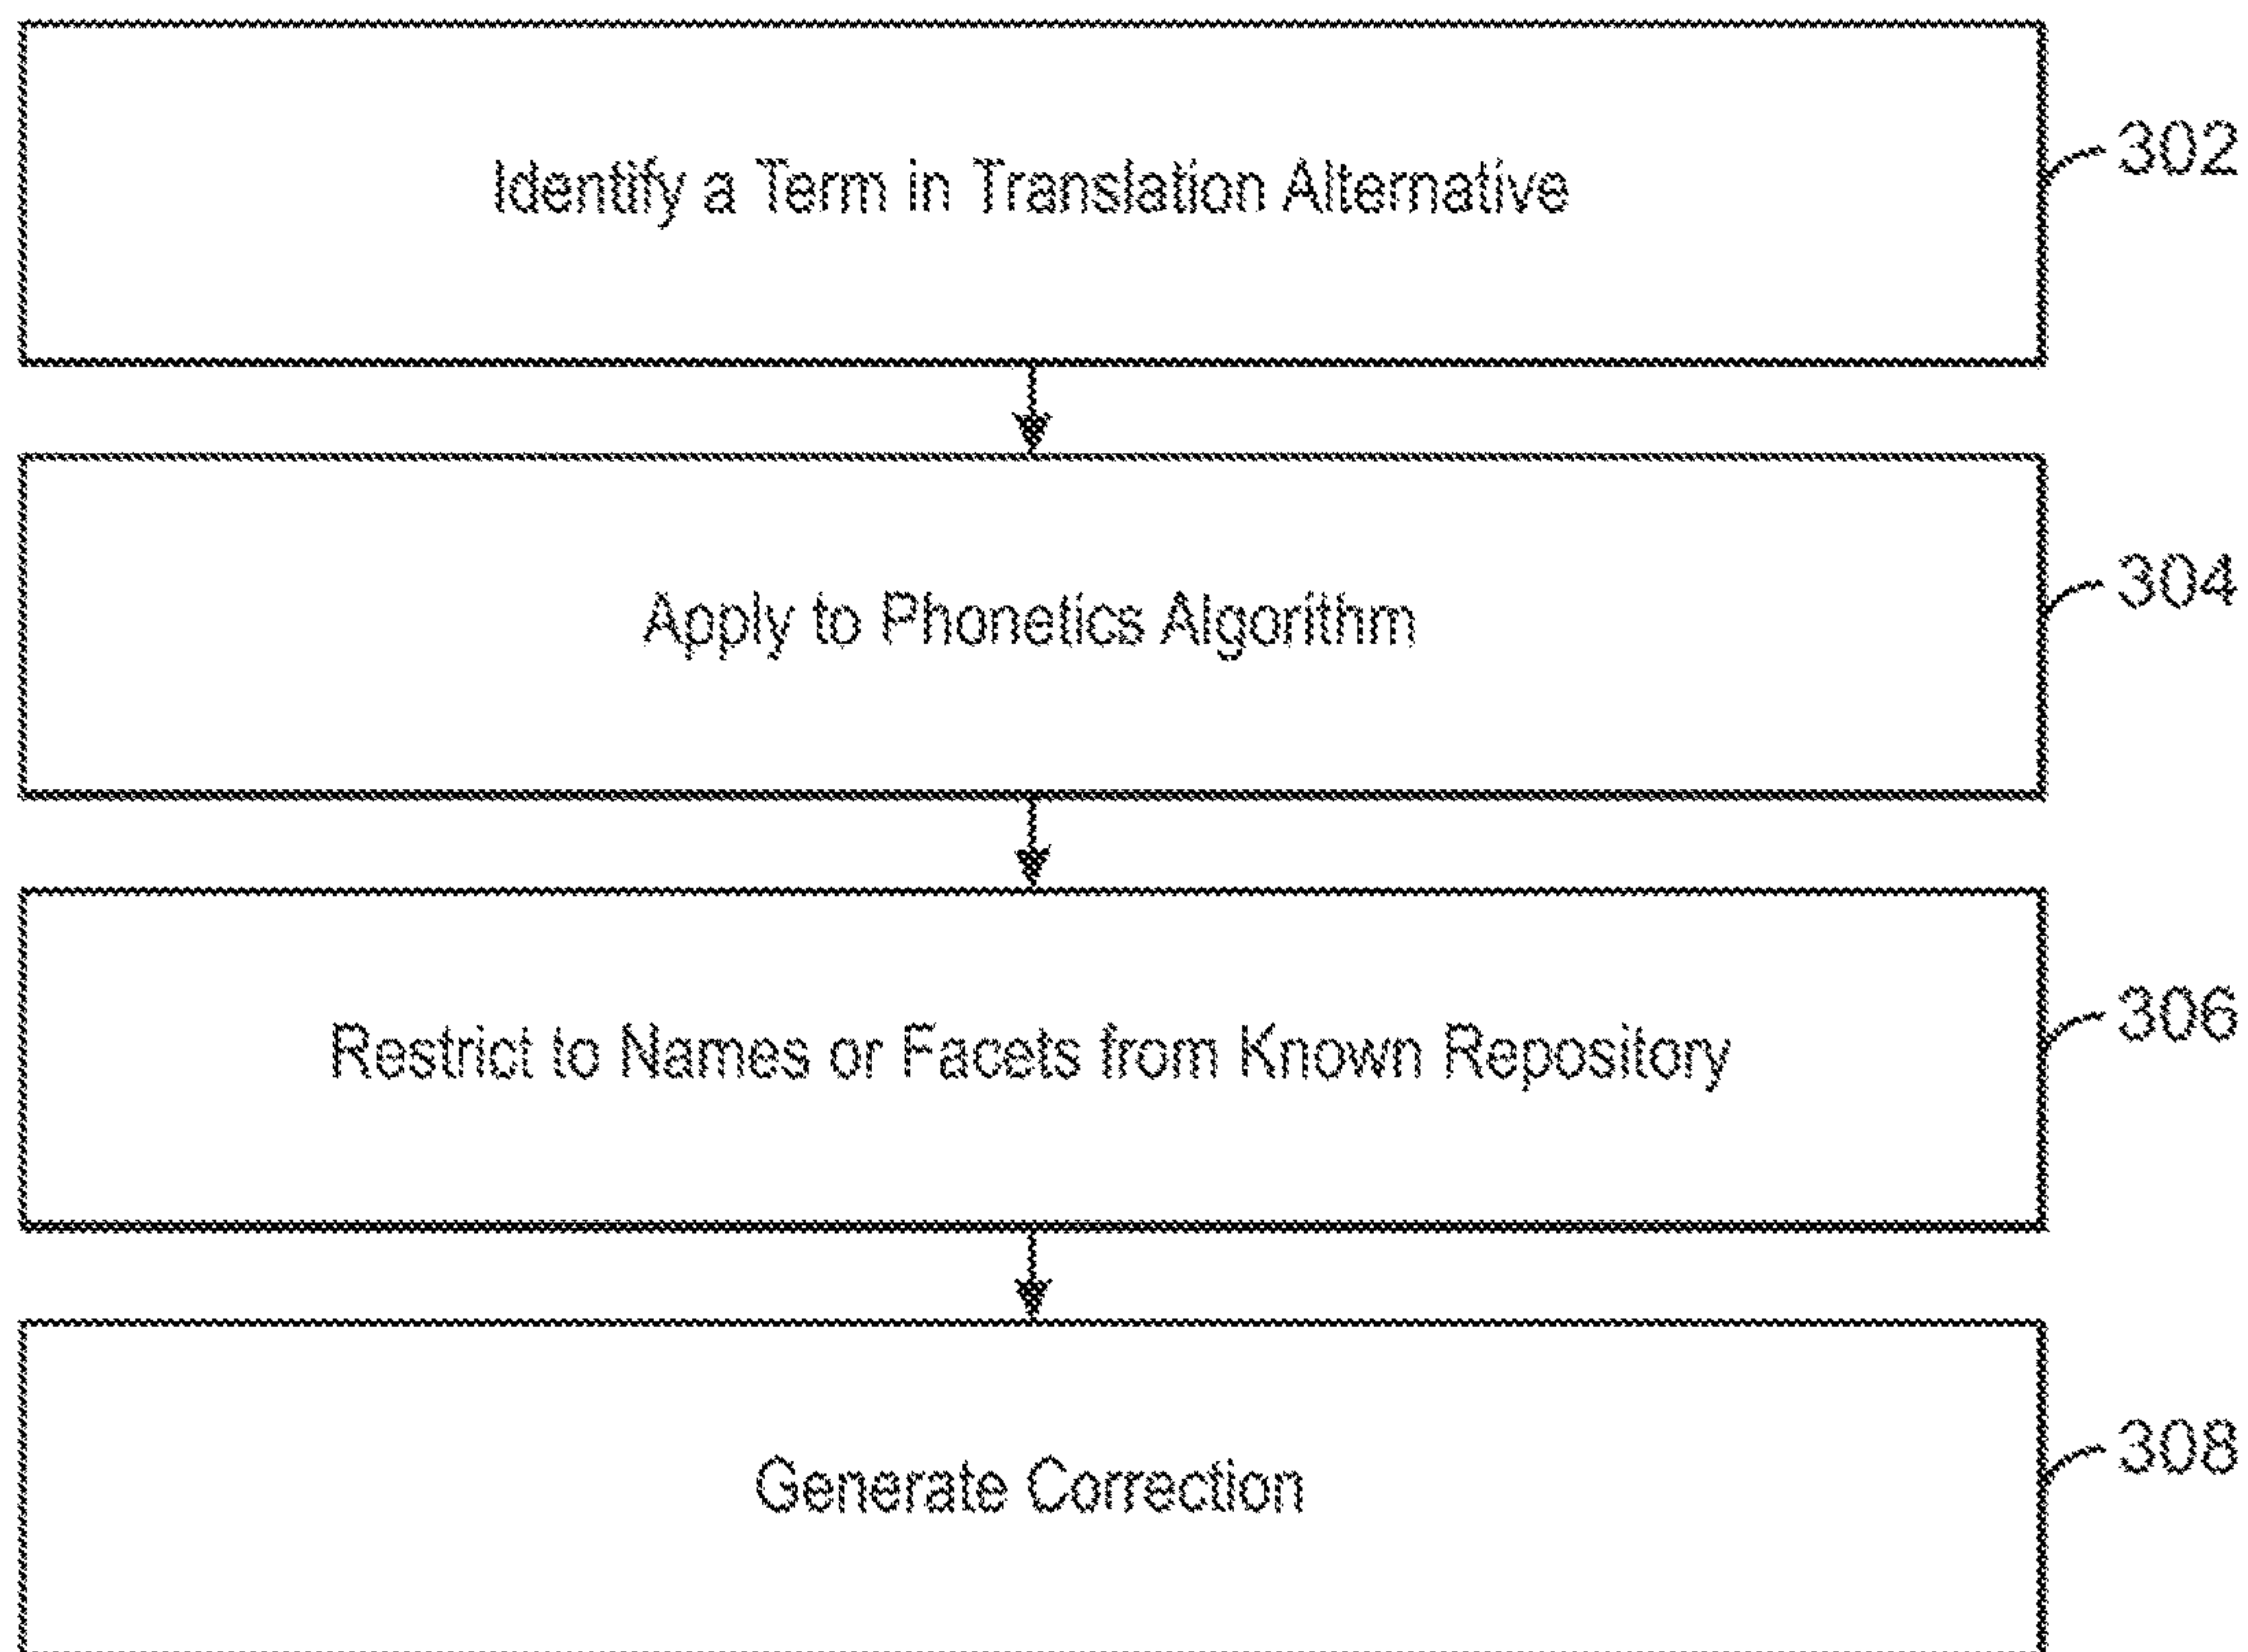 Identify a Term in Translation Alternative
302
Apply to Phonetics Algorithm
304
Restrict to Names or Facets from Known Repository
306
Generate Correction
308